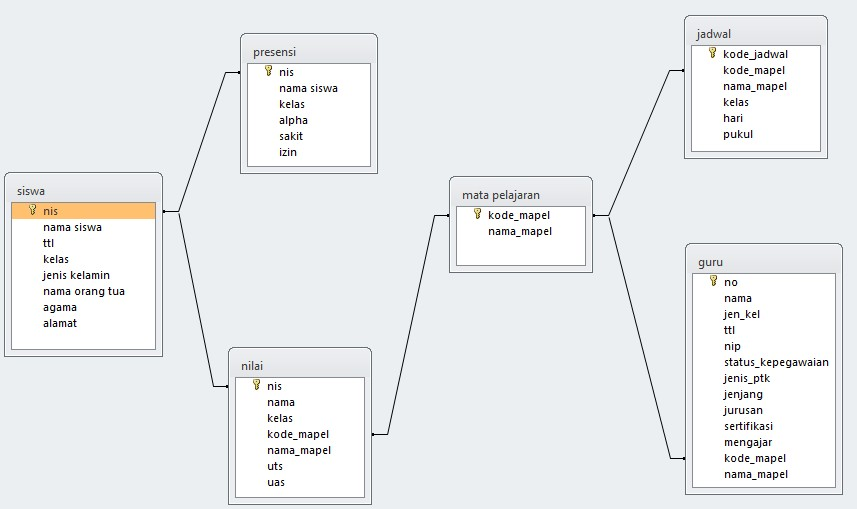 siswa
nis
nama siswa
ttl
kelas
jenis kelamin
nama orang tua
agama
alamat
presensi
nis
nama siswa
kelas
alpha
sakit
izin
nilai
nis
nama
kelas
kode_mapel
nama_mapel
uts
uas
mata pelajaran
kode_mapel
nama_mapel
jadwal
kode_jadwal
kode_mapel
nama_mapel
kelas
hari
pukul
guru
no
nama
jen_kel
ttl
nip
status_kepegawaian
jenis_ptk
jenjang
jurusan
sertifikasi
mengajar
kode_mapel
nama_mapel